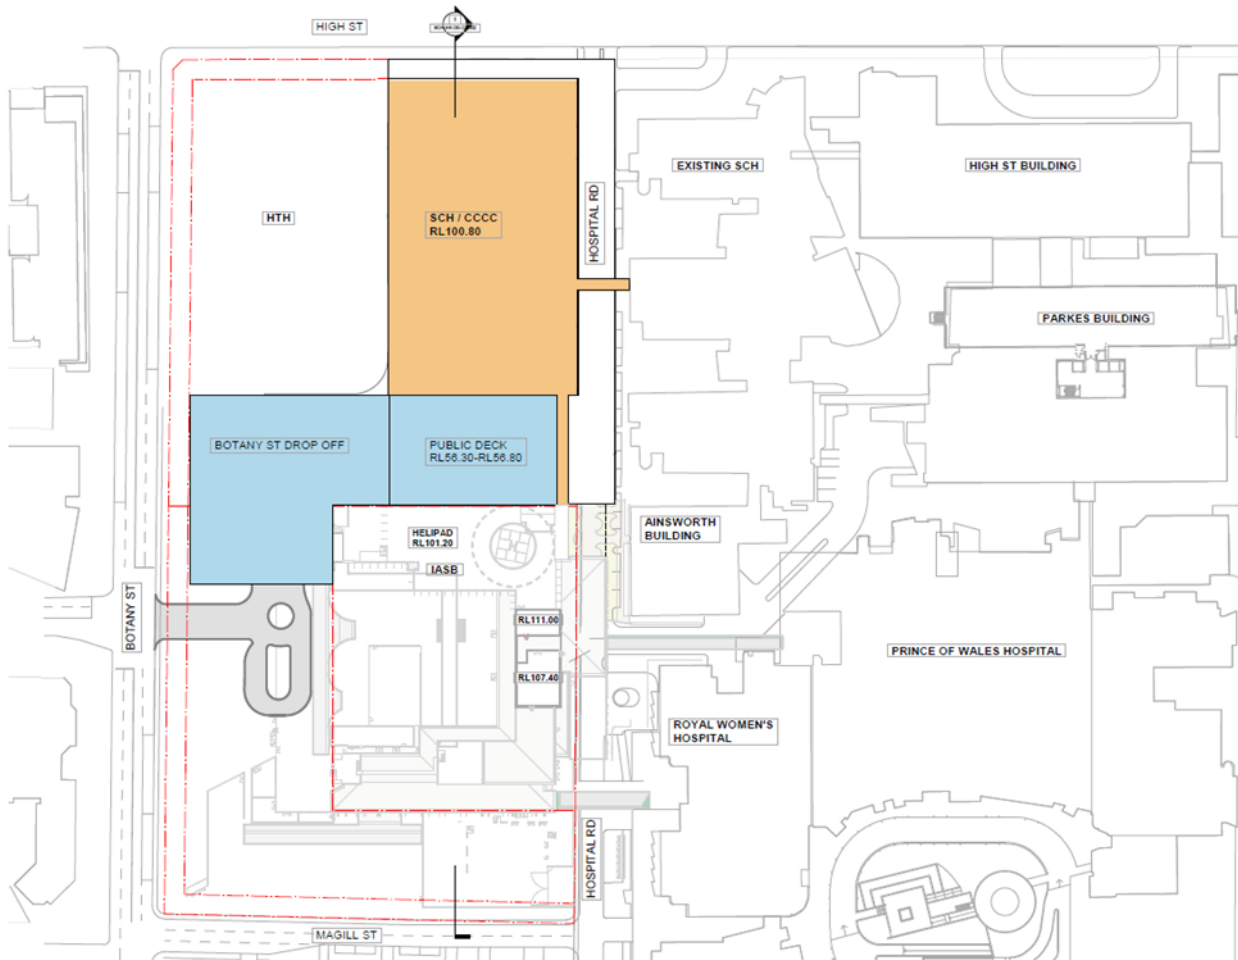 HIGH ST
EXISTING SCH
HIGH ST BUILDING
HTH
SCH / CCCC
RL100.80
HOSPITAL RD
PARKES BUILDING
BOTANY ST DROP OFF
PUBLIC DECK
RL56.30-RL56.80
HELIPAD
RL101.20
IASB
AINSWORTH
BUILDING
BOTANY ST
RL111.00
RL107.40
PRINCE OF WALES HOSPITAL
ROYAL WOMEN'S
HOSPITAL
HOSPITAL RD
MAGILL ST